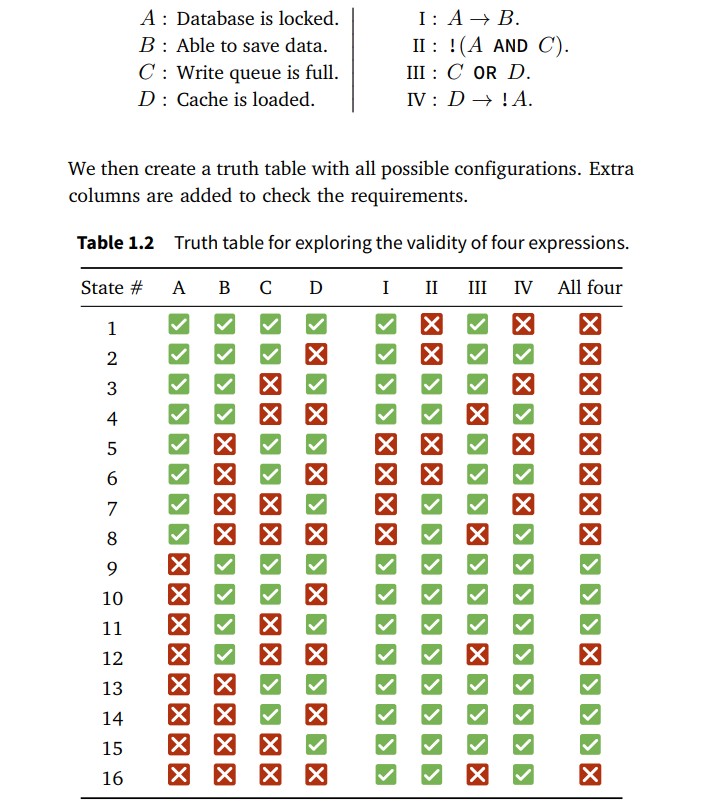 A : Database is locked.
B : Able to save data.
C : Write queue is full.
D : Cache is loaded.
I : A → B.
II : !(A AND C).
III : C OR D.
IV : D → !A.
We then create a truth table with all possible configurations. Extra
columns are added to check the requirements.
Table 1.2 Truth table for exploring the validity of four expressions.
State # A B C D I II III IV All four
1 ✅ ✅ ✅ ✅ ✅ ❎ ✅ ❎ ❎
2 ✅ ✅ ✅ ❎ ✅ ❎ ✅ ✅ ❎
3 ✅ ✅ ❎ ✅ ✅ ✅ ✅ ❎ ❎
4 ✅ ✅ ❎ ❎ ✅ ✅ ❎ ✅ ❎
5 ✅ ❎ ✅ ✅ ❎ ❎ ✅ ❎ ❎
6 ✅ ❎ ✅ ❎ ❎ ❎ ✅ ✅ ❎
7 ✅ ❎ ❎ ✅ ❎ ✅ ✅ ❎ ❎
8 ✅ ❎ ❎ ❎ ❎ ✅ ❎ ✅ ❎
9 ❎ ✅ ✅ ✅ ✅ ✅ ✅ ✅ ✅
10 ❎ ✅ ✅ ❎ ✅ ✅ ✅ ✅ ✅
11 ❎ ✅ ❎ ✅ ✅ ✅ ✅ ✅ ✅
12 ❎ ✅ ❎ ❎ ✅ ✅ ❎ ✅ ❎
13 ❎ ❎ ✅ ✅ ✅ ✅ ✅ ✅ ✅
14 ❎ ❎ ✅ ❎ ✅ ✅ ✅ ✅ ✅
15 ❎ ❎ ❎ ✅ ✅ ✅ ✅ ✅ ✅
16 ❎ ❎ ❎ ❎ ✅ ✅ ❎ ✅ ❎